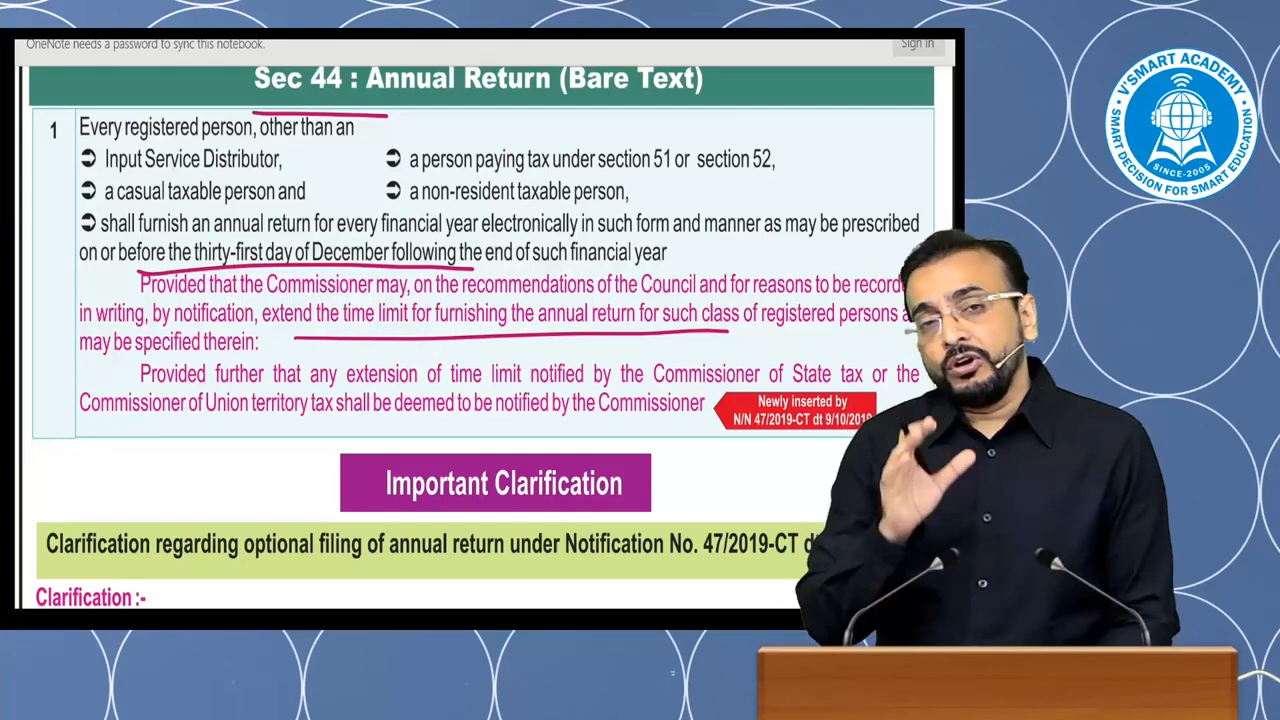 OneNote needs a password to sync this notebook.
Sign in
Sec 44 : Annual Return (Bare Text)
1
Every registered person, other than an
➲ Input Service Distributor,
➲ a person paying tax under section 51 or section 52,
➲ a casual taxable person and
➲ a non-resident taxable person,
➲ shall furnish an annual return for every financial year electronically in such form and manner as may be prescribed
on or before the thirty-first day of December following the end of such financial year
Provided that the Commissioner may, on the recommendations of the Council and for reasons to be
in writing, by notification, extend the time limit for furnishing the annual return for such class of registered persons
may be specified therein:
Provided further that any extension of time limit notified by the Commissioner of State tax or the
Commissioner of Union territory tax shall be deemed to be notified by the Commissioner
Newly inserted by
N/N 47/2019-CT dt
Important Clarification
Clarification regarding optional filing of annual return under Notification No. 47/2019-CT
Clarification :-
V'SMART ACADEMY
SINCE-2005
SMART DECISION FOR SMART EDUCATION